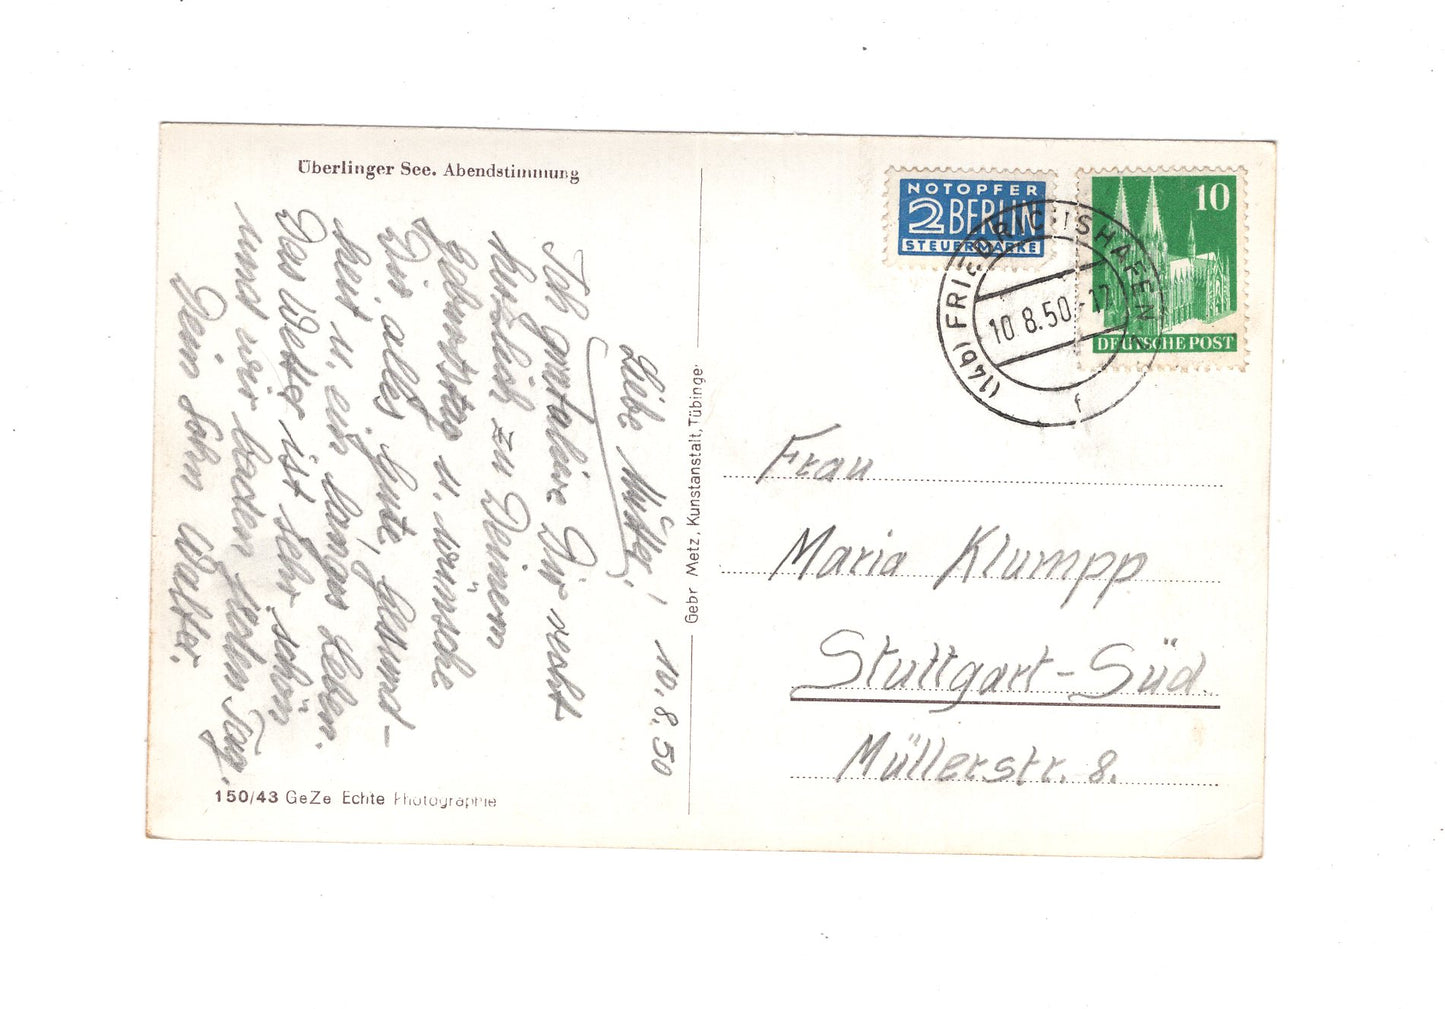 Überlinger See. Abendstimmung
Liebe Mutter! 10.8.50
Ich gratuliere Dir recht
herzlich zu Deinem
Geburtstag u. wünsche
Dir alles Gute, Gesund-
heit u. ein langes Leben.
Das Wetter ist sehr schön
und wir baden jeden Tag.
Dein Sohn Walter.
150/43 GeZe Echte Photographie
Gebr Metz, Kunstanstalt, Tübinge
NOTOPFER
2 BERLIN
STEUERMARKE
10
DEUTSCHE POST
(14b) FRIEDRICHSHAFEN
10.8.50.-17
f
Frau
Maria Klumpp
Stuttgart-Süd.
Müllerstr. 8.